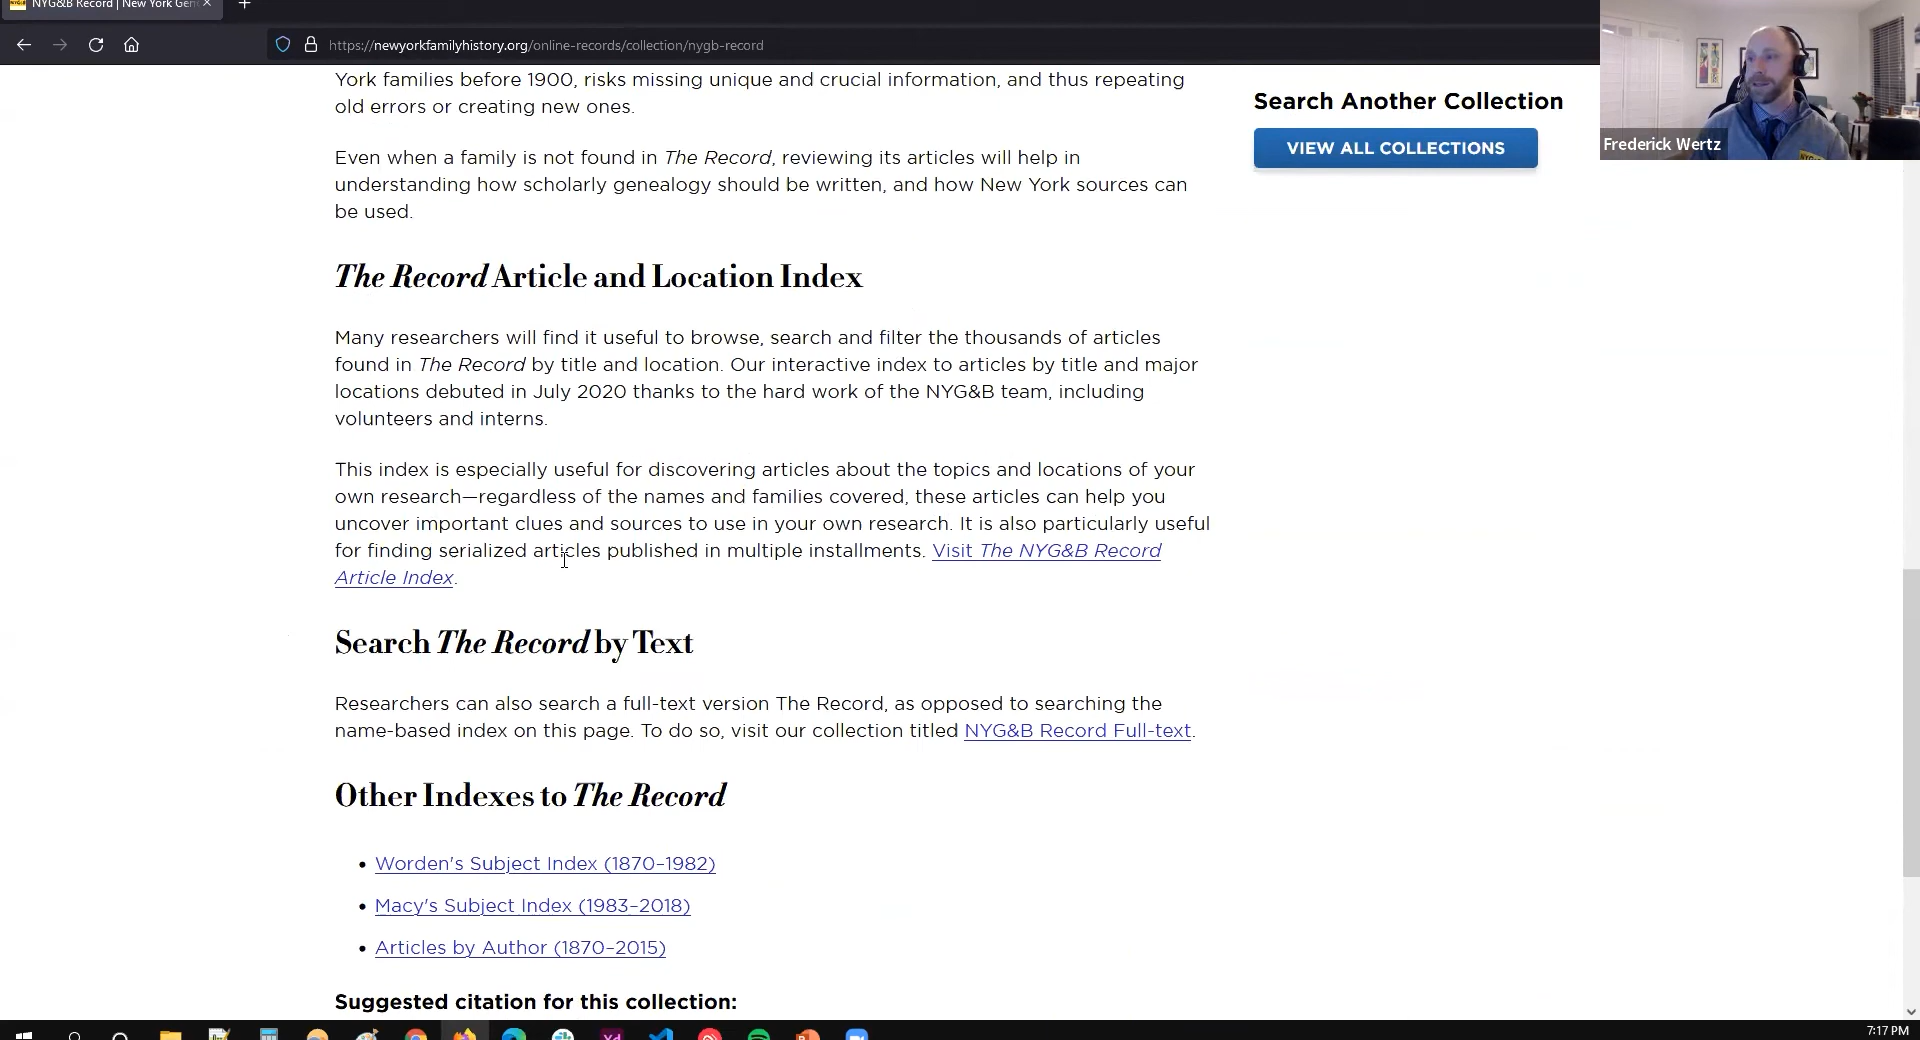 NYG&B Record | New York Gen
https://newyorkfamilyhistory.org/online-records/collection/nygb-record
York families before 1900, risks missing unique and crucial information, and thus repeating
old errors or creating new ones.
Even when a family is not found in The Record, reviewing its articles will help in
understanding how scholarly genealogy should be written, and how New York sources can
be used.
The Record Article and Location Index
Many researchers will find it useful to browse, search and filter the thousands of articles
found in The Record by title and location. Our interactive index to articles by title and major
locations debuted in July 2020 thanks to the hard work of the NYG&B team, including
volunteers and interns.
This index is especially useful for discovering articles about the topics and locations of your
own research—regardless of the names and families covered, these articles can help you
uncover important clues and sources to use in your own research. It is also particularly useful
for finding serialized articles published in multiple installments. Visit The NYG&B Record
Article Index.
Search The Record by Text
Researchers can also search a full-text version The Record, as opposed to searching the
name-based index on this page. To do so, visit our collection titled NYG&B Record Full-text.
Other Indexes to The Record
• Worden's Subject Index (1870–1982)
• Macy's Subject Index (1983–2018)
• Articles by Author (1870–2015)
Suggested citation for this collection:
Search Another Collection
VIEW ALL COLLECTIONS
Frederick Wertz
Xd
7:17 PM